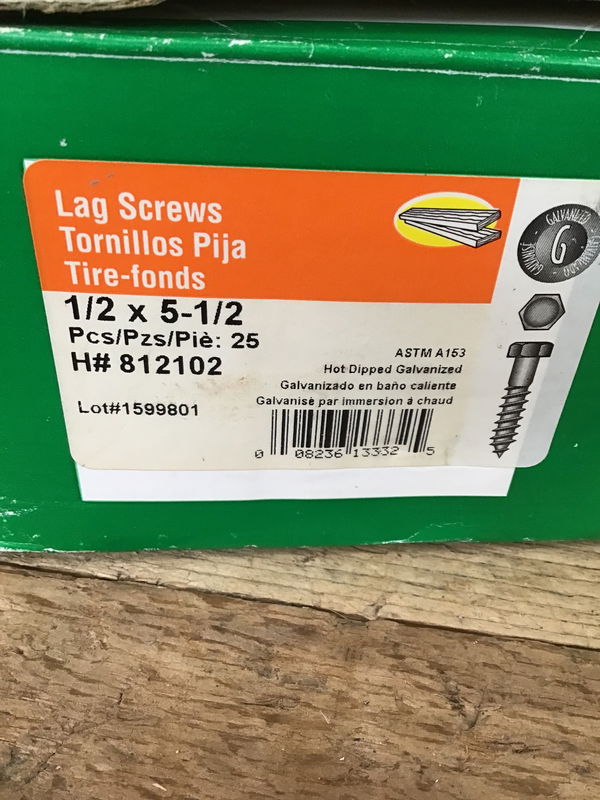 Lag Screws
Tornillos Pija
Tire-fonds
1/2 x 5-1/2
Pcs/Pzs/Piè: 25
H# 812102
Lot#1599801
GALVANIZED
G
ASTM A153
Hot Dipped Galvanized
Galvanizado en baño caliente
Galvanisé par immersion á chaud
0 08236 13332 5